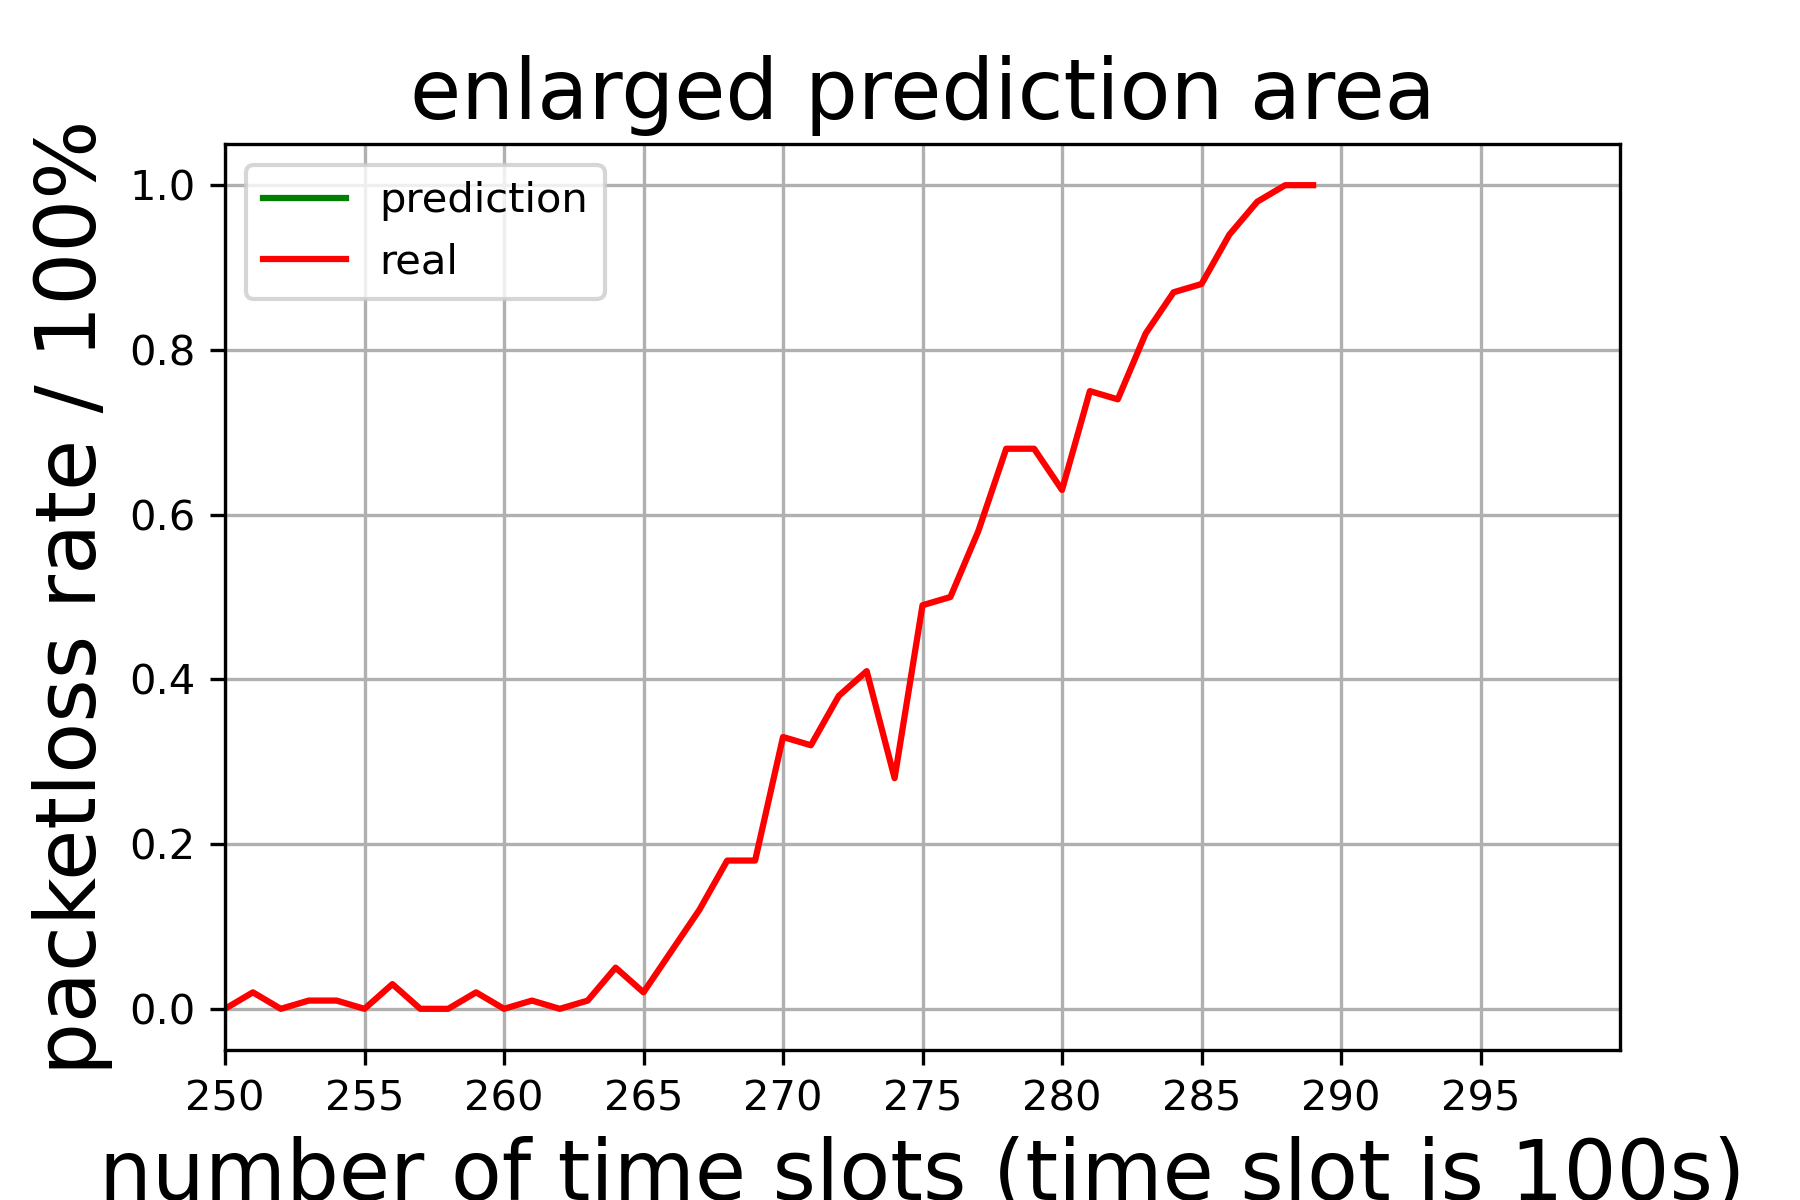 enlarged prediction area
packetloss rate / 100%
1.0
0.8
0.6
0.4
0.2
0.0
prediction
real
250 255 260 265 270 275 280 285 290 295
number of time slots (time slot is 100s)